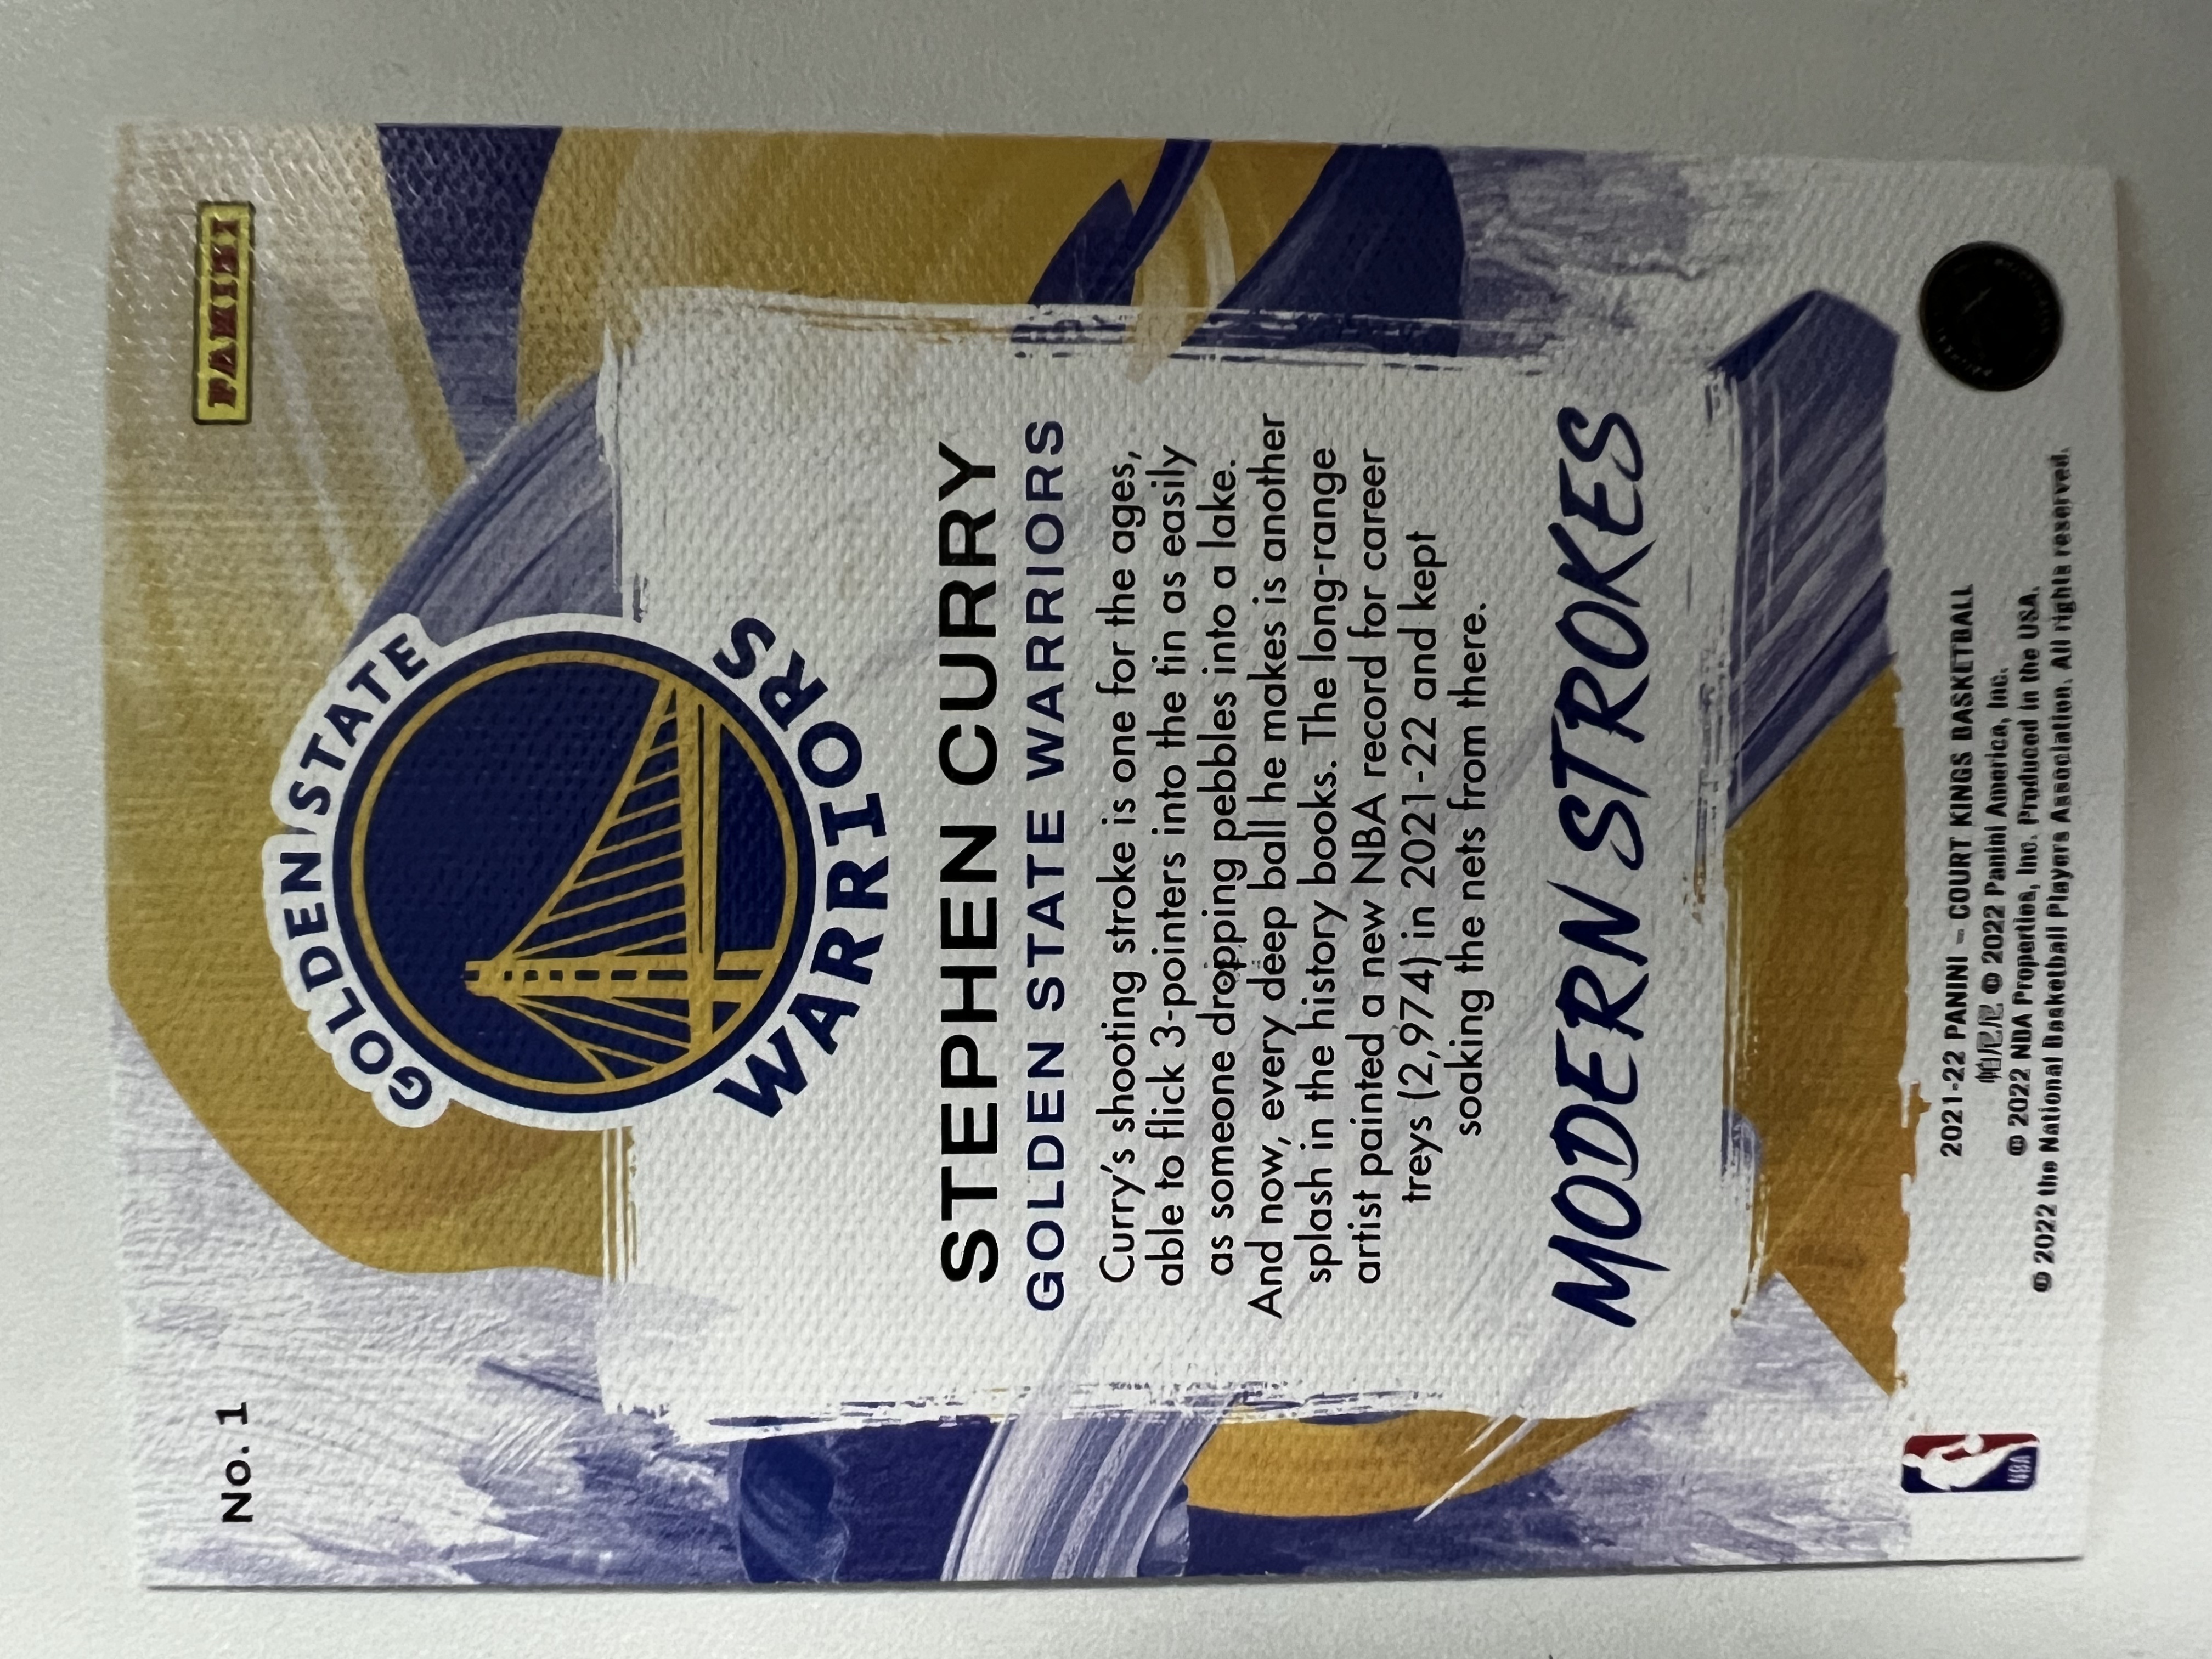 No. 1
PANINI
GOLDEN STATE
WARRIORS
STEPHEN CURRY
GOLDEN STATE WARRIORS
Curry's shooting stroke is one for the ages,
able to flick 3-pointers into the tin as easily
as someone dropping pebbles into a lake.
And now, every deep ball he makes is another
splash in the history books. The long-range
artist painted a new NBA record for career
treys (2,974) in 2021-22 and kept
soaking the nets from there.
MODERN STROKES
2021-22 PANINI – COURT KINGS BASKETBALL
帕尼尼 © 2022 Panini America, Inc.
© 2022 NBA Properties, Inc. Produced in the USA.
© 2022 the National Basketball Players Association. All rights reserved.
NBA